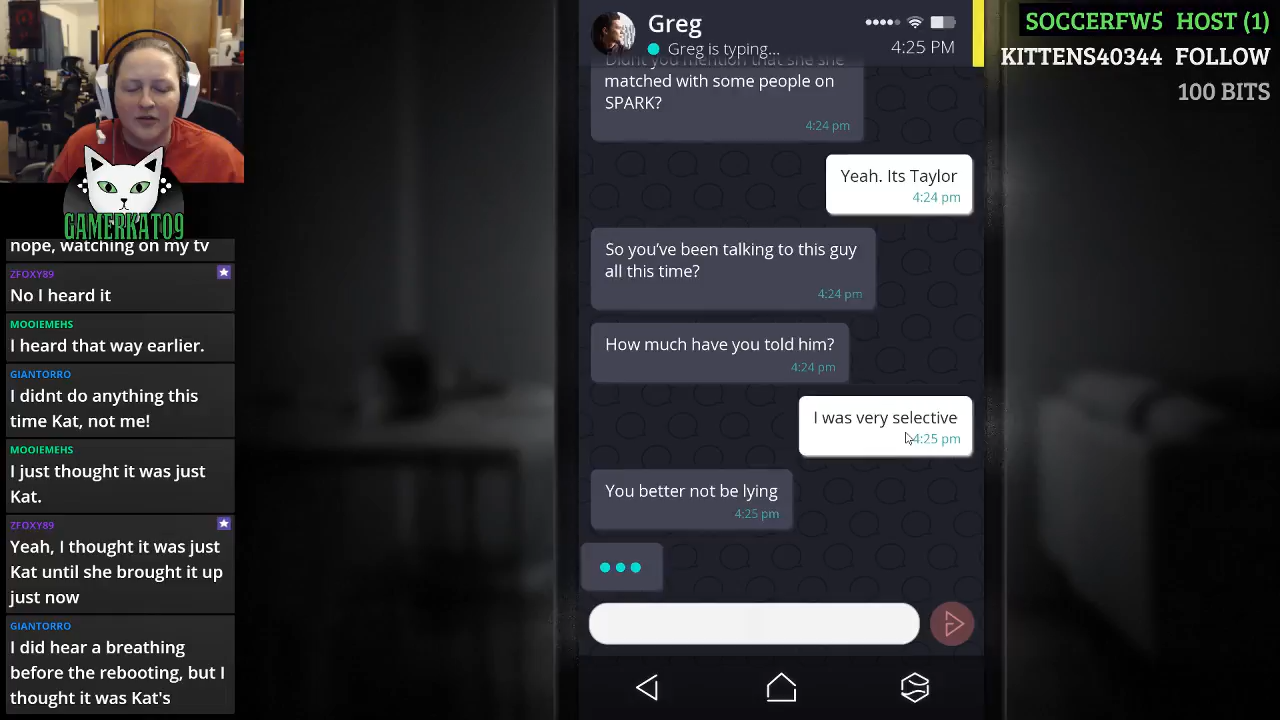 SOCCERFW5 HOST (1)
KITTENS40344 FOLLOW
100 BITS
GAMERKAT09
nope, watching on my tv
ZFOXY89
No I heard it
MOOIEMEHS
I heard that way earlier.
GIANTORRO
I didnt do anything this
time Kat, not me!
MOOIEMEHS
I just thought it was just
Kat.
ZFOXY89
Yeah, I thought it was just
Kat until she brought it up
just now
GIANTORRO
I did hear a breathing
before the rebooting, but I
thought it was Kat's
Greg
Greg is typing...
4:25 PM
Didnt you mention that she
matched with some people on
SPARK?
4:24 pm
Yeah. Its Taylor
4:24 pm
So you've been talking to this guy
all this time?
4:24 pm
How much have you told him?
4:24 pm
I was very selective
4:25 pm
You better not be lying
4:25 pm